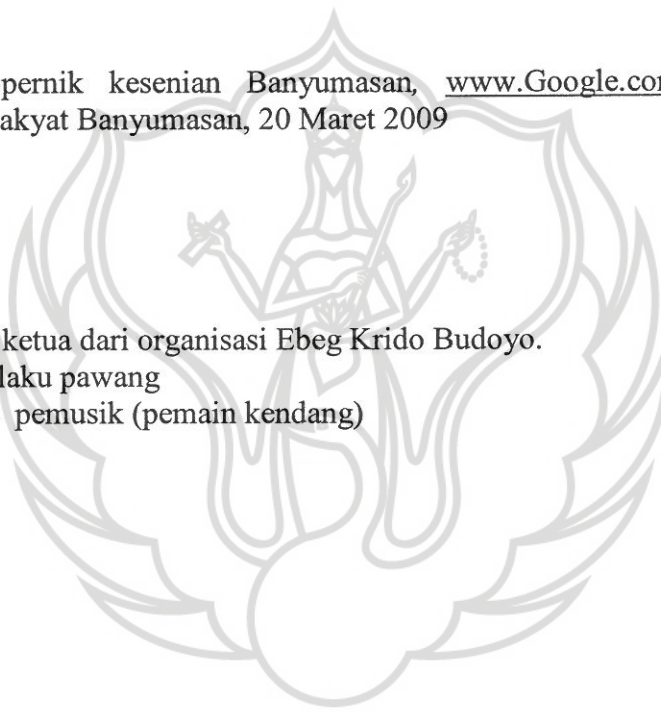 pernik kesenian Banyumasan, www.Google.com
akyat Banyumasan, 20 Maret 2009
ketua dari organisasi Ebeg Krido Budoyo.
laku pawang
pemusik (pemain kendang)